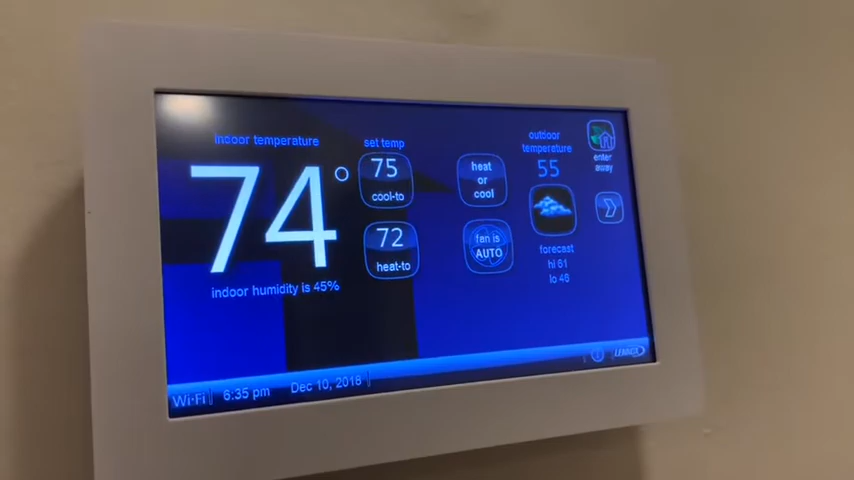 indoor temperature
74°
indoor humidity is 45%
set temp
75
cool-to
72
heat-to
heat
or
cool
fan is
AUTO
outdoor
temperature
55
forecast
hi 61
lo 46
enter
away
Wi-Fi
6:35 pm
Dec 10, 2018
LENNOX